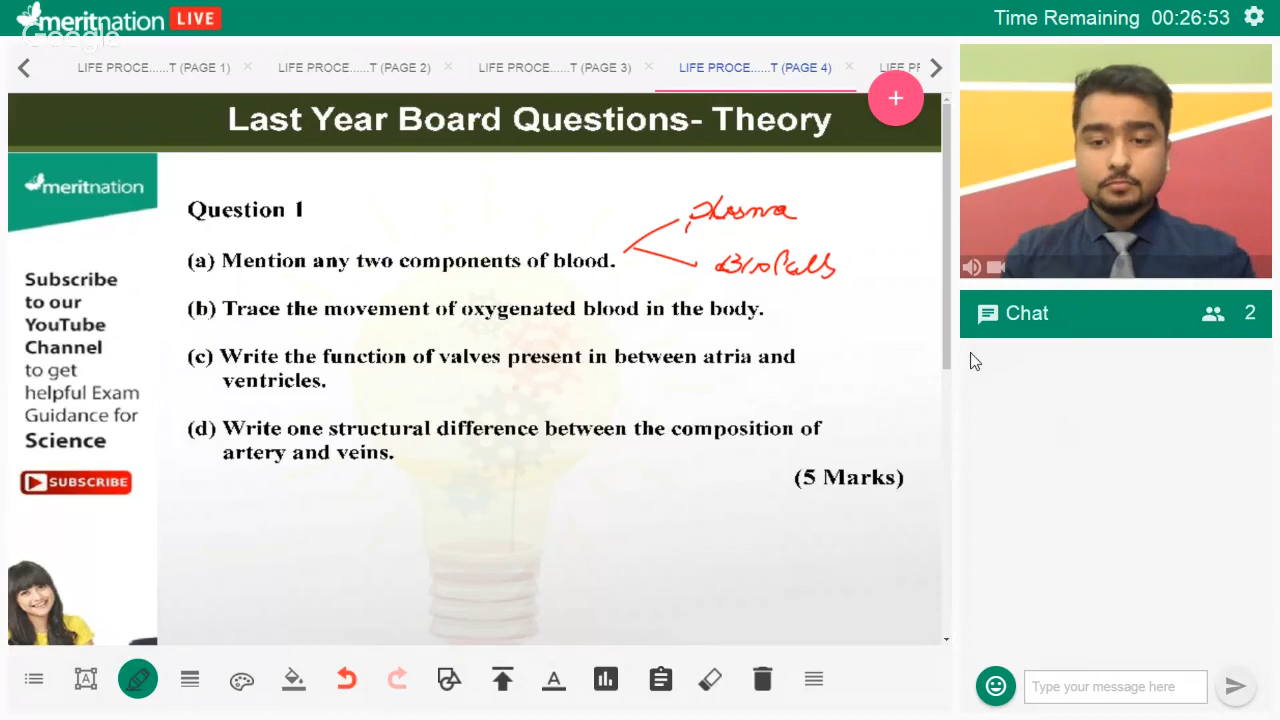 meritnation LIVE
Google
Time Remaining 00:26:53
LIFE PROCE......T (PAGE 1)
LIFE PROCE......T (PAGE 2)
LIFE PROCE......T (PAGE 3)
LIFE PROCE......T (PAGE 4)
LIFE PR
Last Year Board Questions- Theory
meritnation
Subscribe
to our
YouTube
Channel
to get
helpful Exam
Guidance for
Science
SUBSCRIBE
Question 1
plasma
(a) Mention any two components of blood.
(b) Trace the movement of oxygenated blood in the body.
(c) Write the function of valves present in between atria and
ventricles.
(d) Write one structural difference between the composition of
artery and veins.
(5 Marks)
Chat
2
Type your message here